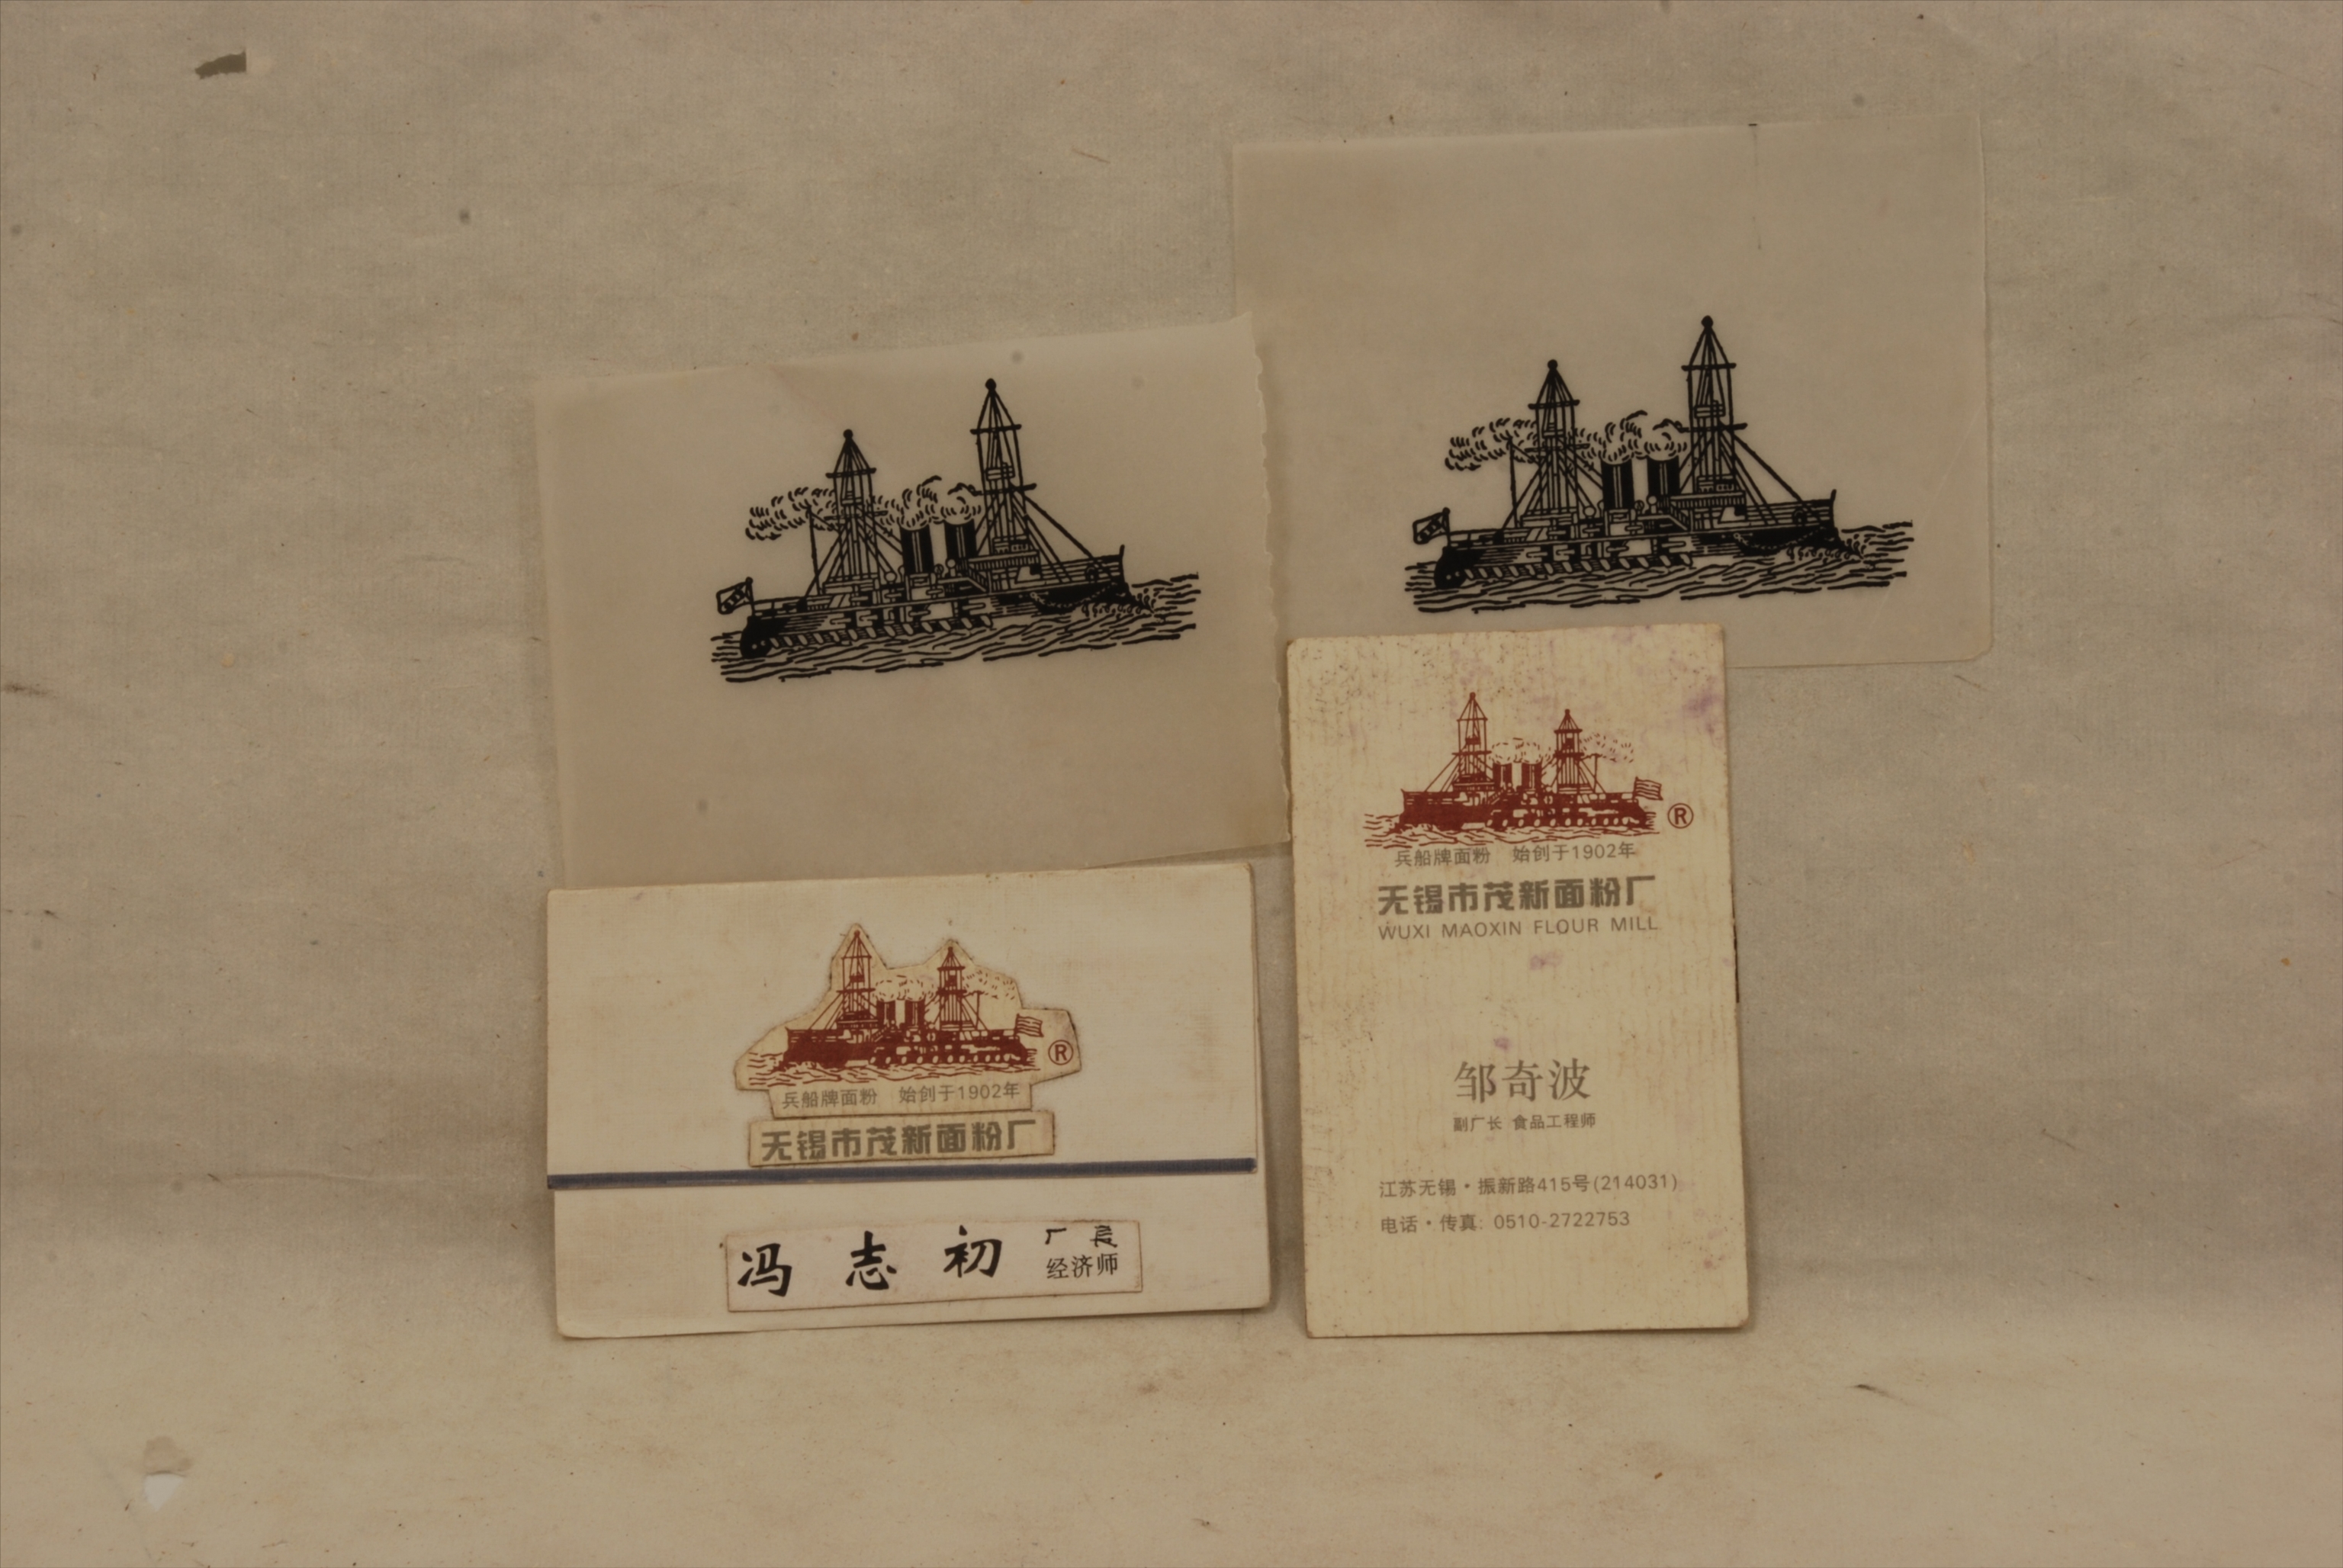 ®
兵船牌面粉 始创于1902年
无锡市茂新面粉厂
冯志初 厂长
经济师
®
兵船牌面粉 始创于1902年
无锡市茂新面粉厂
WUXI MAOXIN FLOUR MILL
邹奇波
副厂长 食品工程师
江苏无锡·振新路415号(214031)
电话·传真: 0510-2722753